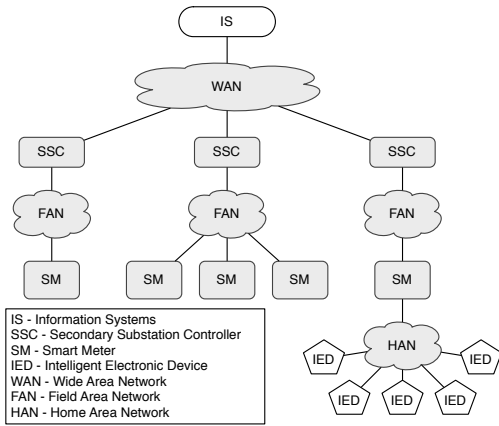 IS
WAN
SSC SSC SSC
FAN FAN FAN
SM SM SM SM SM
HAN
IED IED
IED IED IED
IS - Information Systems
SSC - Secondary Substation Controller
SM - Smart Meter
IED - Intelligent Electronic Device
WAN - Wide Area Network
FAN - Field Area Network
HAN - Home Area Network